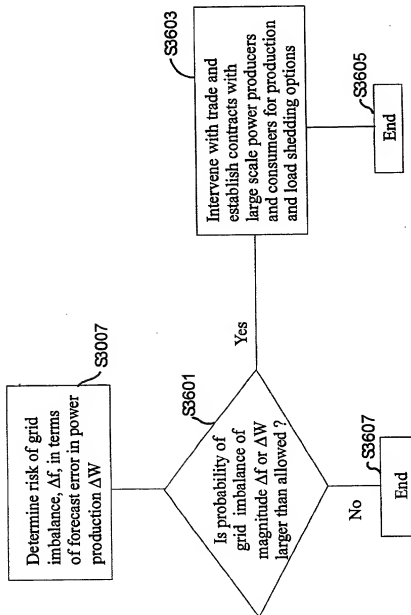 Determine risk of grid
imbalance, Δf, in terms
of forecast error in power
production ΔW
S3007
Is probability of
grid imbalance of
magnitude Δf or ΔW
larger than allowed ?
S3601
Yes
Intervene with trade and
establish contracts with
large scale power producers
and consumers for production
and load shedding options
S3603
End
S3605
No
End
S3607